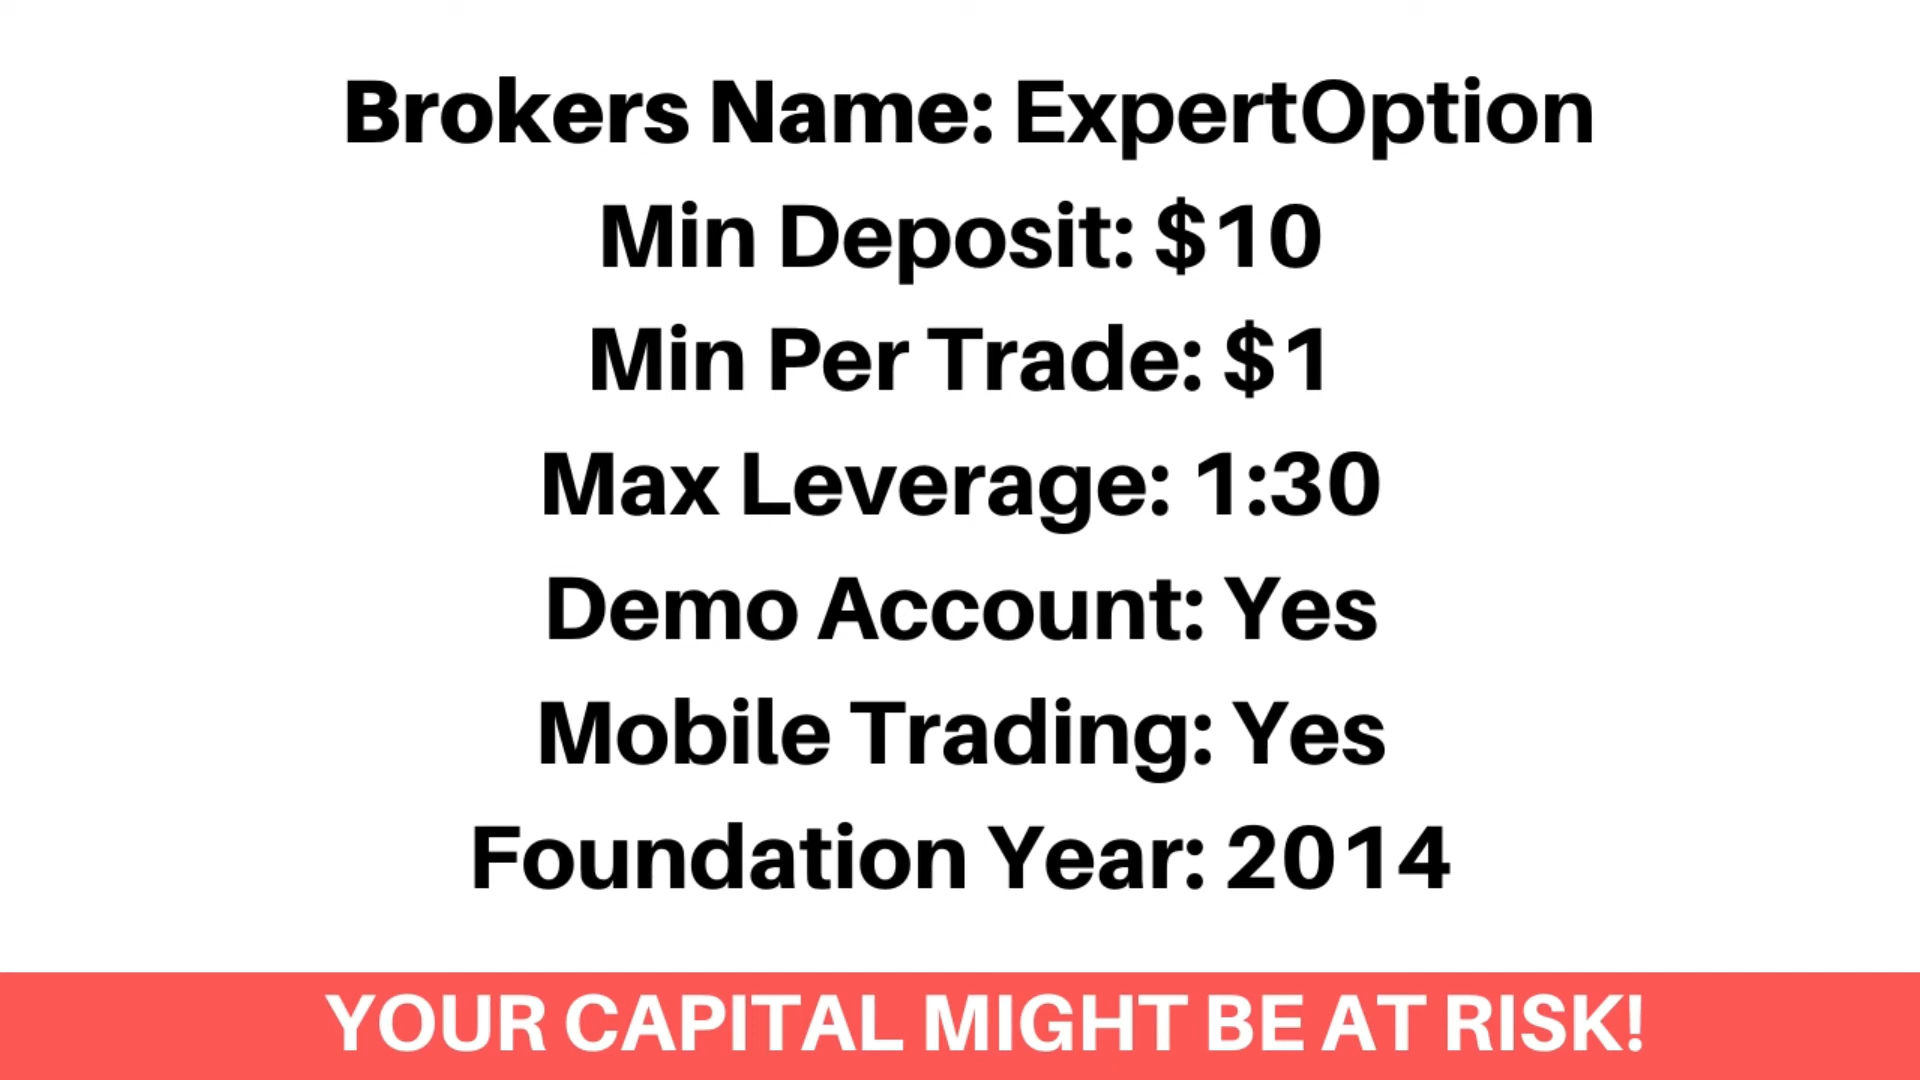 Brokers Name: ExpertOption
Min Deposit: $10
Min Per Trade: $1
Max Leverage: 1:30
Demo Account: Yes
Mobile Trading: Yes
Foundation Year: 2014
YOUR CAPITAL MIGHT BE AT RISK!